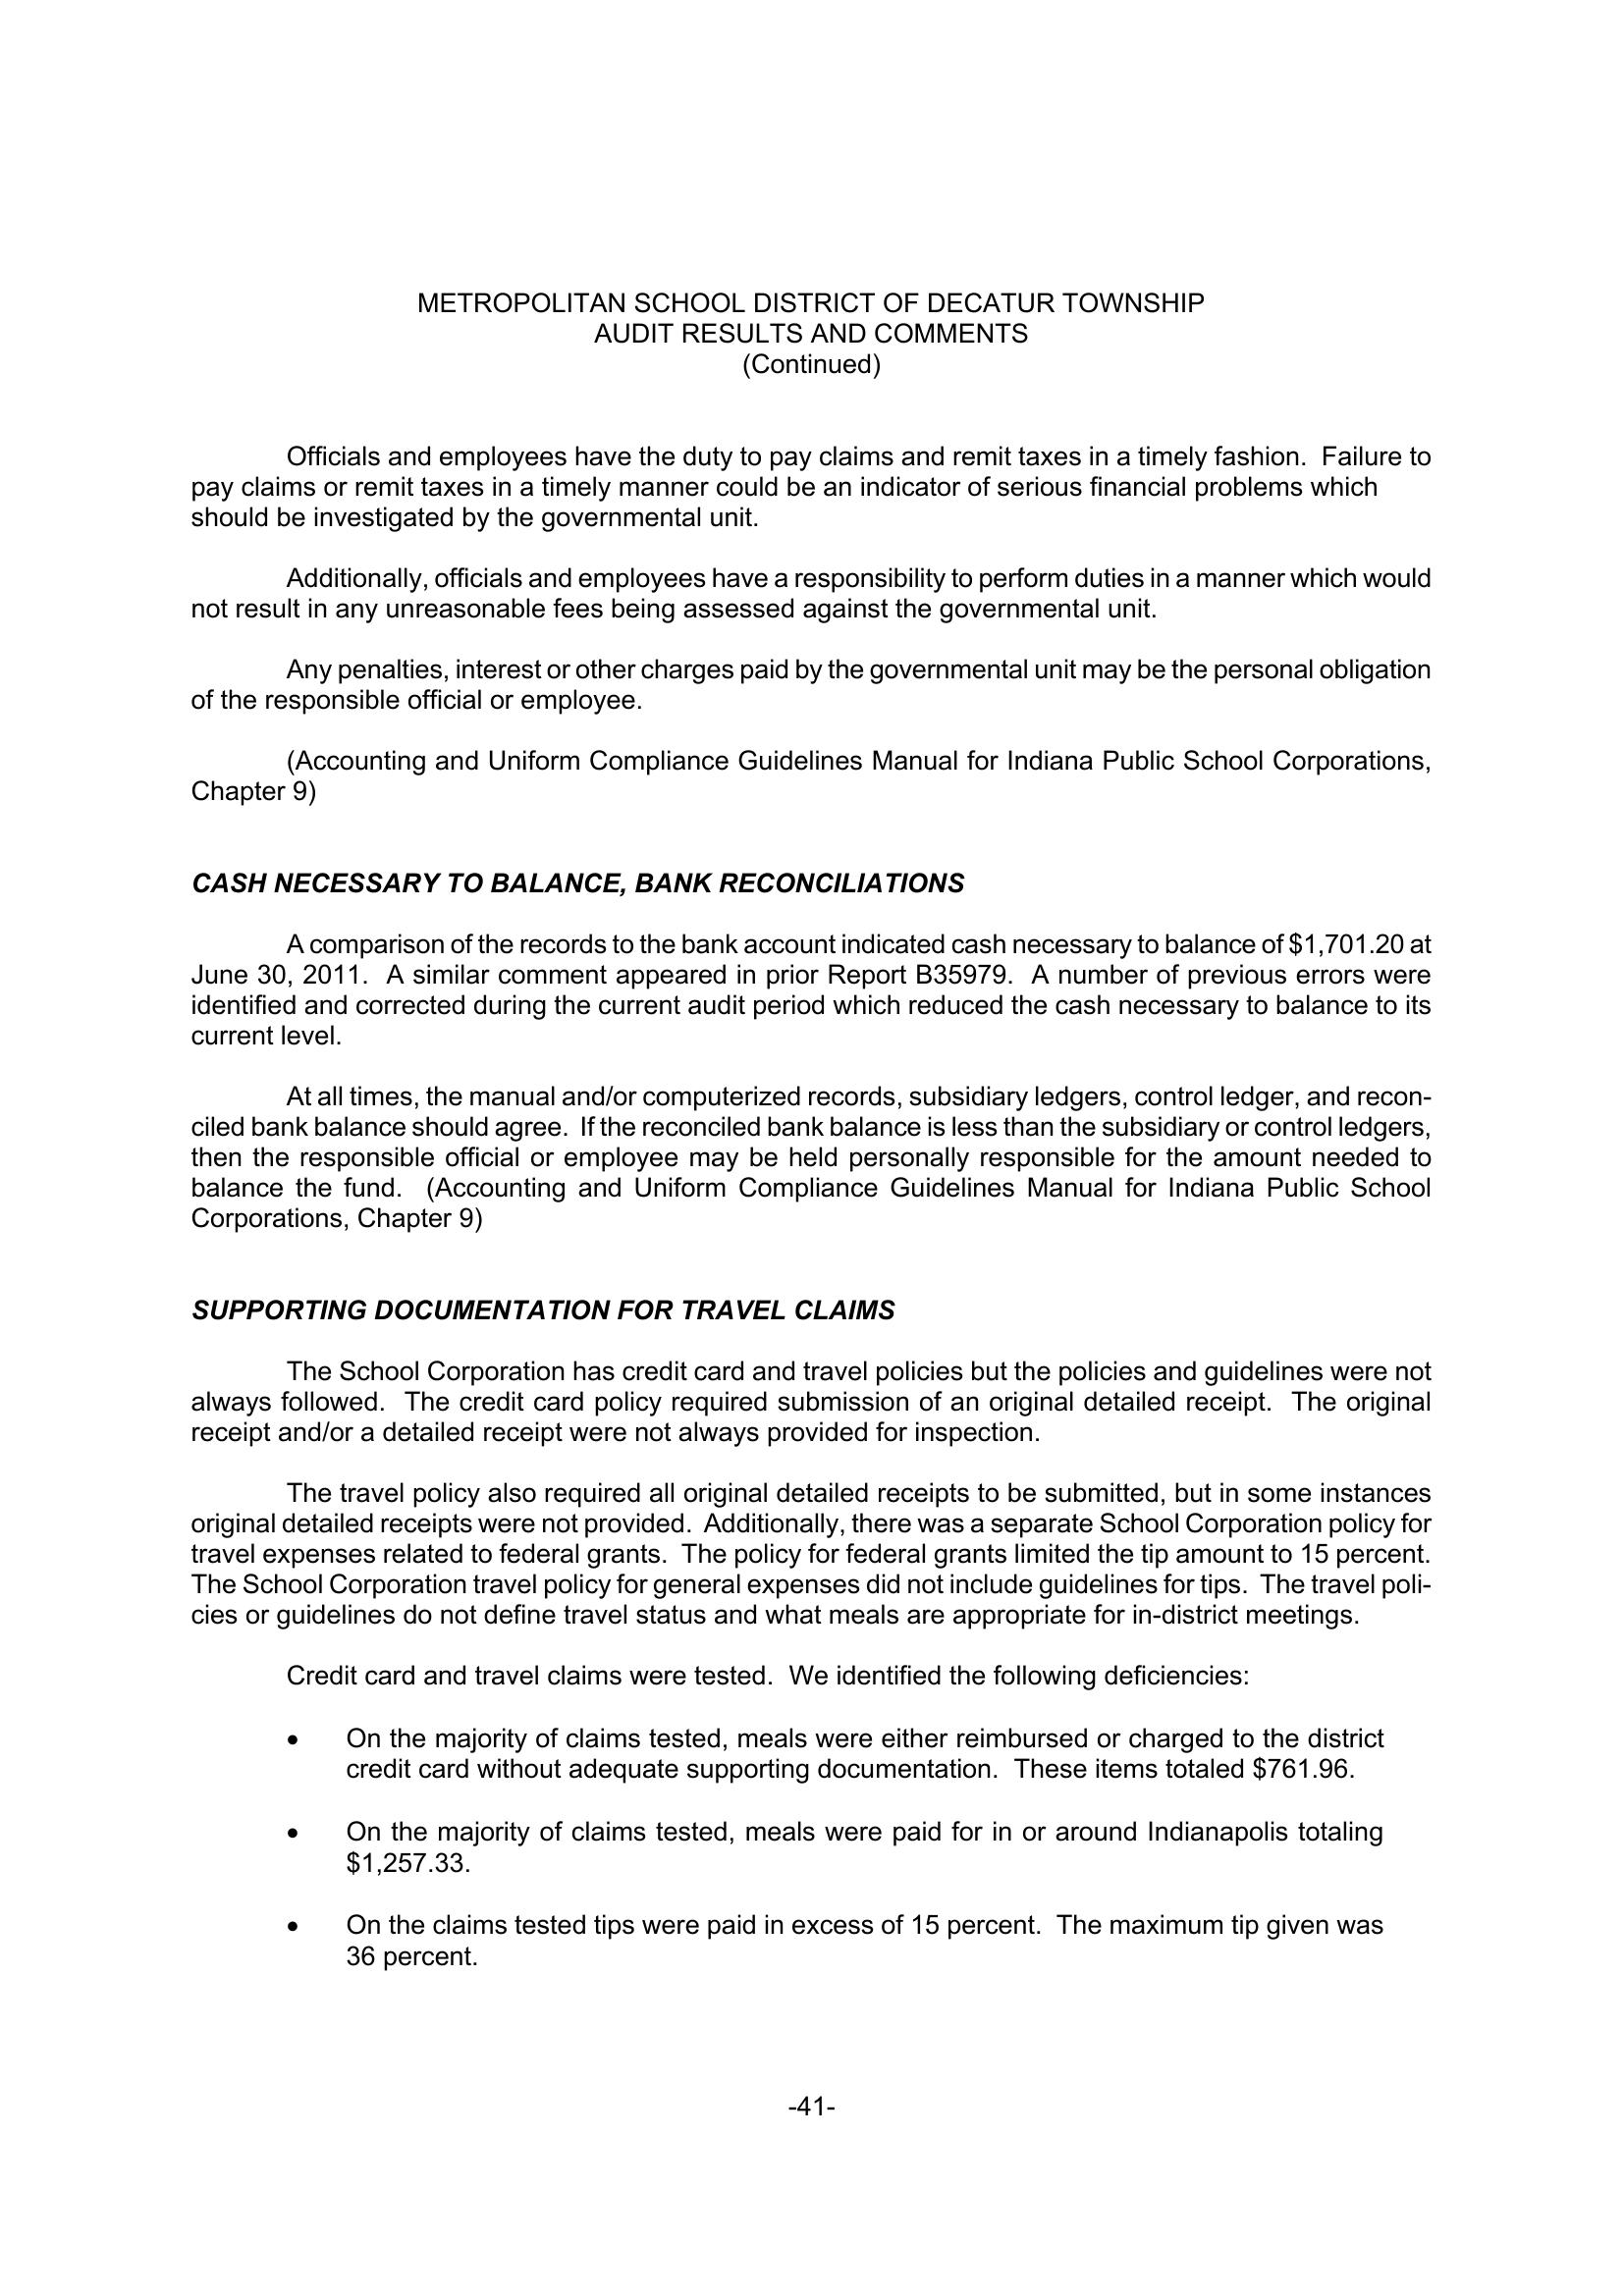 METROPOLITAN SCHOOL DISTRICT OF DECATUR TOWNSHIP
AUDIT RESULTS AND COMMENTS
(Continued)
Officials and employees have the duty to pay claims and remit taxes in a timely fashion.  Failure to
pay claims or remit taxes in a timely manner could be an indicator of serious financial problems which
should be investigated by the governmental unit.
Additionally, officials and employees have a responsibility to perform duties in a manner which would
not result in any unreasonable fees being assessed against the governmental unit.
Any penalties, interest or other charges paid by the governmental unit may be the personal obligation
of the responsible official or employee.
(Accounting and Uniform Compliance Guidelines Manual for Indiana Public School Corporations,
Chapter 9)
CASH NECESSARY TO BALANCE, BANK RECONCILIATIONS
A comparison of the records to the bank account indicated cash necessary to balance of $1,701.20 at
June 30, 2011.  A similar comment appeared in prior Report B35979.  A number of previous errors were
identified and corrected during the current audit period which reduced the cash necessary to balance to its
current level.
At all times, the manual and/or computerized records, subsidiary ledgers, control ledger, and recon-
ciled bank balance should agree.  If the reconciled bank balance is less than the subsidiary or control ledgers,
then the responsible official or employee may be held personally responsible for the amount needed to
balance the fund.  (Accounting and Uniform Compliance Guidelines Manual for Indiana Public School
Corporations, Chapter 9)
SUPPORTING DOCUMENTATION FOR TRAVEL CLAIMS
The School Corporation has credit card and travel policies but the policies and guidelines were not
always followed.  The credit card policy required submission of an original detailed receipt.  The original
receipt and/or a detailed receipt were not always provided for inspection.
The travel policy also required all original detailed receipts to be submitted, but in some instances
original detailed receipts were not provided.  Additionally, there was a separate School Corporation policy for
travel expenses related to federal grants.  The policy for federal grants limited the tip amount to 15 percent.
The School Corporation travel policy for general expenses did not include guidelines for tips.  The travel poli-
cies or guidelines do not define travel status and what meals are appropriate for in-district meetings.
Credit card and travel claims were tested.  We identified the following deficiencies:
• On the majority of claims tested, meals were either reimbursed or charged to the district
credit card without adequate supporting documentation.  These items totaled $761.96.
• On the majority of claims tested, meals were paid for in or around Indianapolis totaling
$1,257.33.
• On the claims tested tips were paid in excess of 15 percent.  The maximum tip given was
36 percent.
-41-